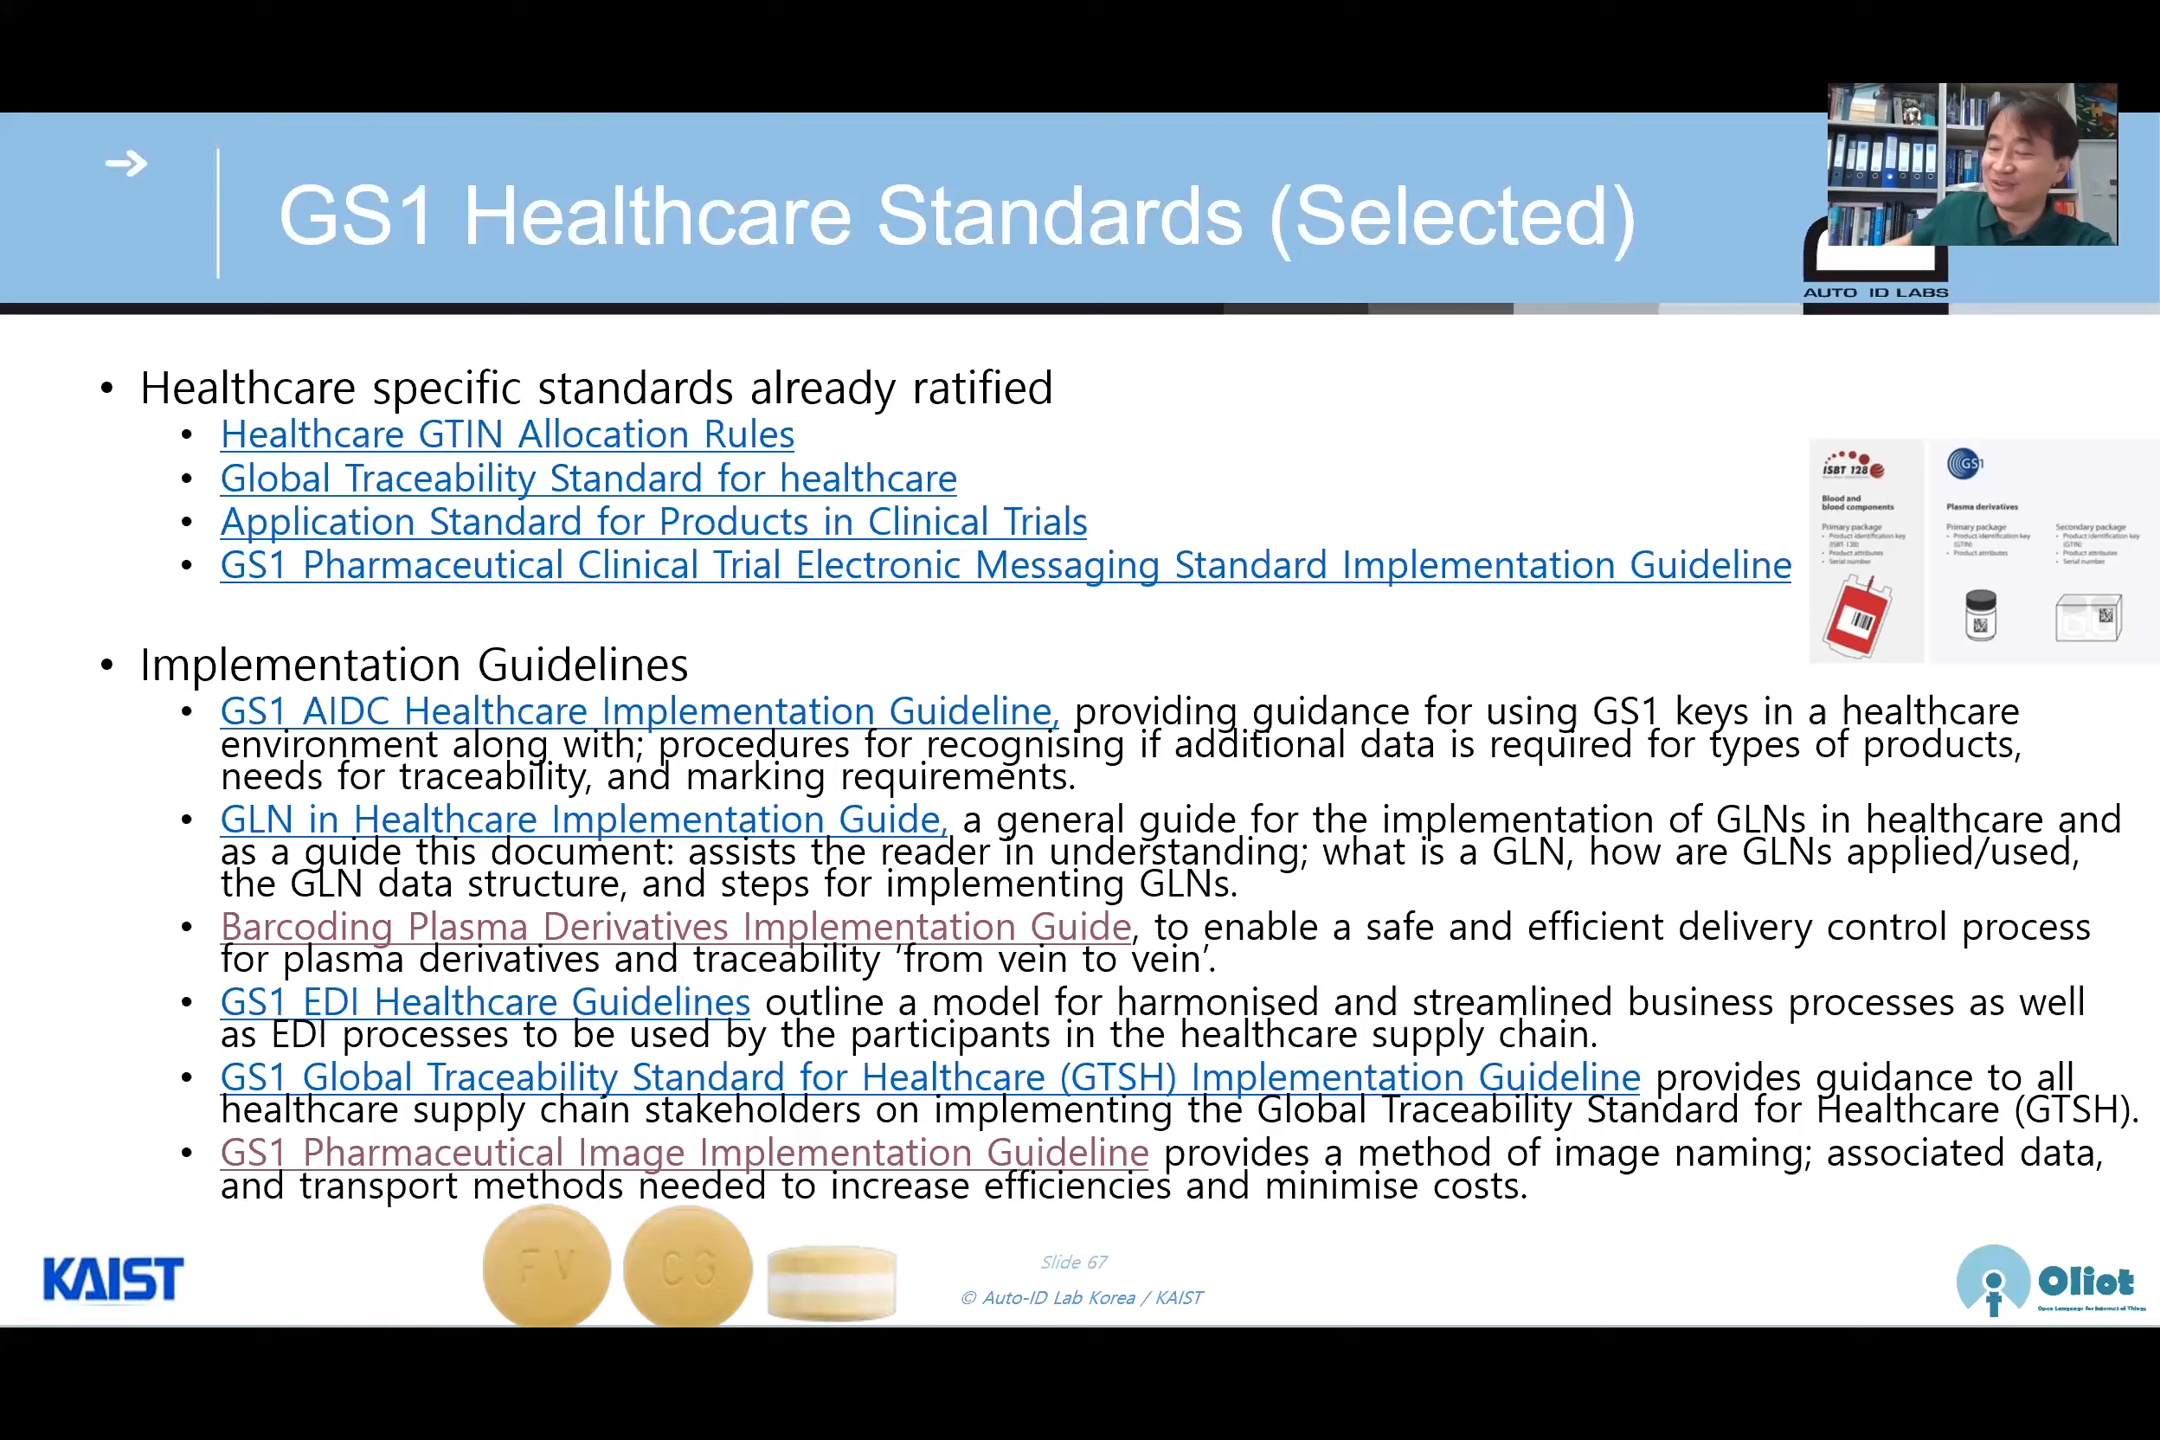 GS1 Healthcare Standards (Selected)
AUTO ID LABS
• Healthcare specific standards already ratified
• Healthcare GTIN Allocation Rules
• Global Traceability Standard for healthcare
• Application Standard for Products in Clinical Trials
• GS1 Pharmaceutical Clinical Trial Electronic Messaging Standard Implementation Guideline
ISBT 128
Blood and
blood components
Primary package
• Product identification key
(ISBT 128)
• Product attributes
• Serial number
GS1
Plasma derivatives
Primary package
• Product identification key
(GTIN)
• Product attributes
Secondary package
• Product identification key
(GTIN)
• Product attributes
• Serial number
• Implementation Guidelines
• GS1 AIDC Healthcare Implementation Guideline, providing guidance for using GS1 keys in a healthcare
environment along with; procedures for recognising if additional data is required for types of products,
needs for traceability, and marking requirements.
• GLN in Healthcare Implementation Guide, a general guide for the implementation of GLNs in healthcare and
as a guide this document: assists the reader in understanding; what is a GLN, how are GLNs applied/used,
the GLN data structure, and steps for implementing GLNs.
• Barcoding Plasma Derivatives Implementation Guide, to enable a safe and efficient delivery control process
for plasma derivatives and traceability ‘from vein to vein’.
• GS1 EDI Healthcare Guidelines outline a model for harmonised and streamlined business processes as well
as EDI processes to be used by the participants in the healthcare supply chain.
• GS1 Global Traceability Standard for Healthcare (GTSH) Implementation Guideline provides guidance to all
healthcare supply chain stakeholders on implementing the Global Traceability Standard for Healthcare (GTSH).
• GS1 Pharmaceutical Image Implementation Guideline provides a method of image naming; associated data,
and transport methods needed to increase efficiencies and minimise costs.
KAIST
FV
CG
Slide 67
© Auto-ID Lab Korea / KAIST
Oliot
Open Language for Internet of Things